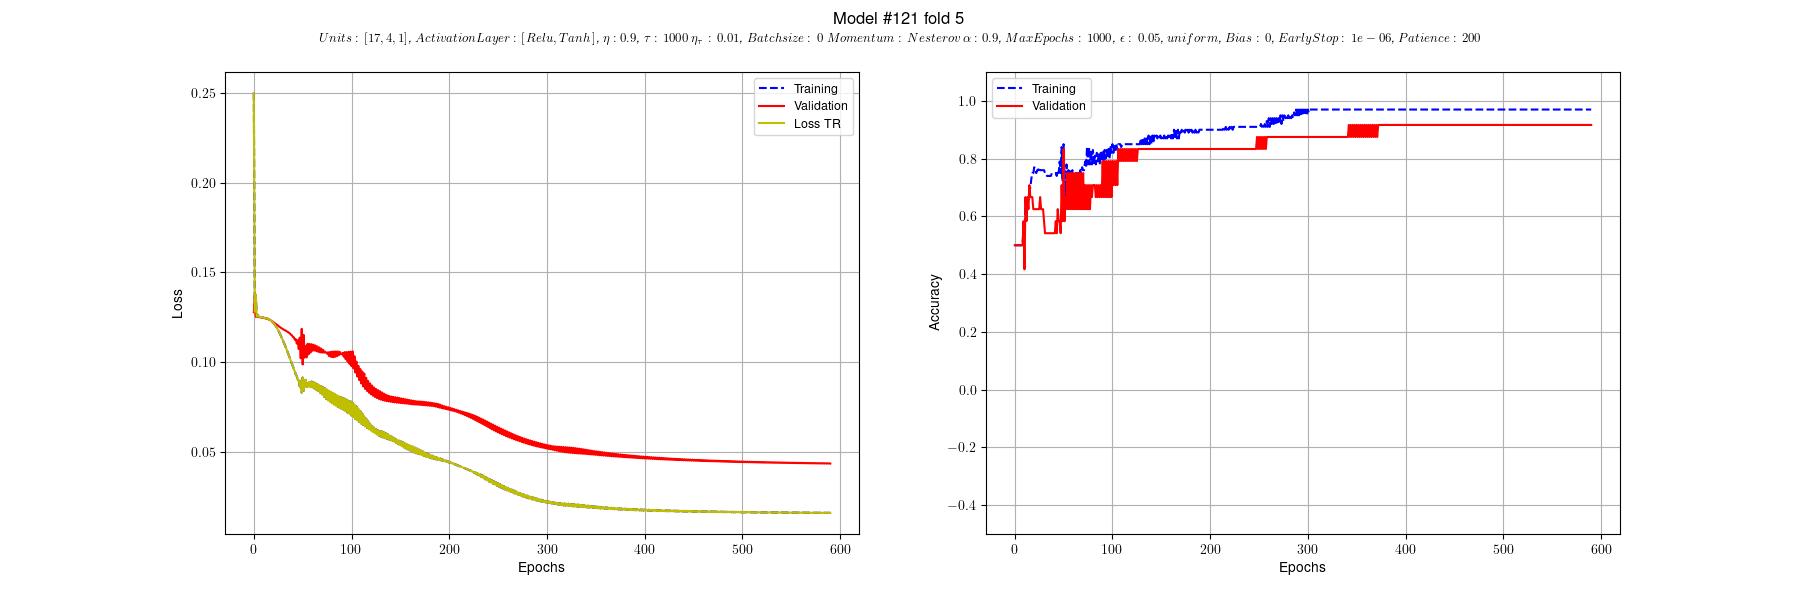 Model #121 fold 5
Units : [17, 4, 1], ActivationLayer : [Relu, Tanh], η : 0.9, τ : 1000 ητ : 0.01, Batchsize : 0 Momentum : Nesterov α : 0.9, MaxEpochs : 1000, ϵ : 0.05, uniform, Bias : 0, EarlyStop : 1e − 06, Patience : 200
Training
Validation
Loss TR
0.25
0.20
0.15
0.10
0.05
Loss
0 100 200 300 400 500 600
Epochs
Training
Validation
1.0
0.8
0.6
0.4
0.2
0.0
−0.2
−0.4
Accuracy
0 100 200 300 400 500 600
Epochs